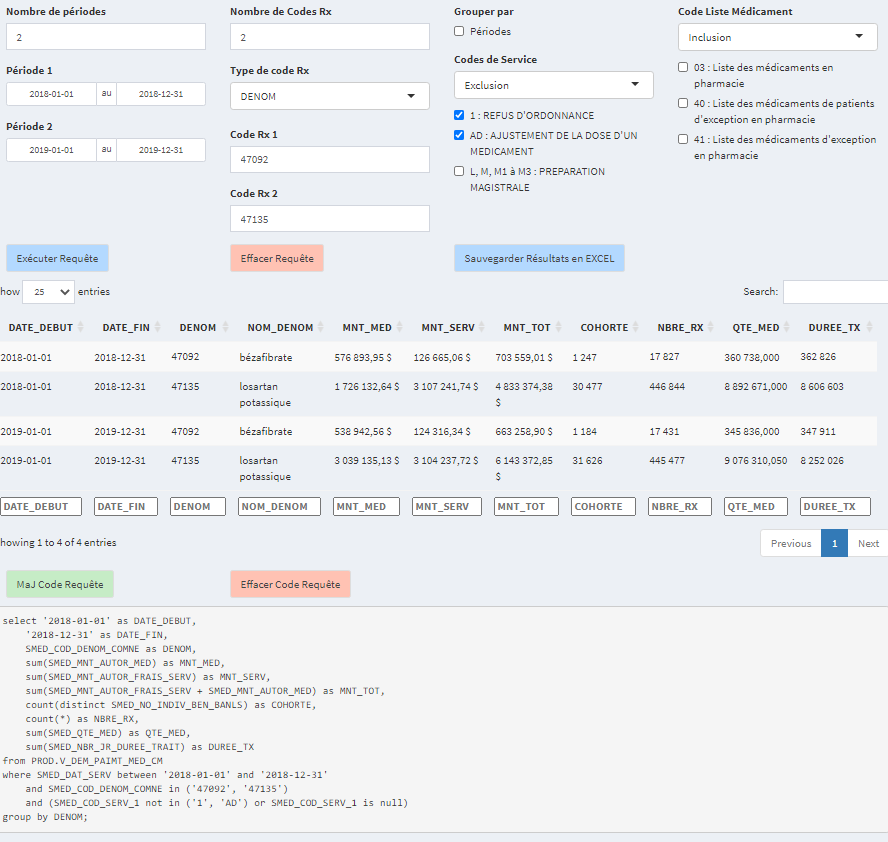 Nombre de périodes
2
Période 1
2018-01-01 au 2018-12-31
Période 2
2019-01-01 au 2019-12-31
Nombre de Codes Rx
2
Type de code Rx
DENOM
Code Rx 1
47092
Code Rx 2
47135
Grouper par
Périodes
Codes de Service
Exclusion
1 : REFUS D'ORDONNANCE
AD : AJUSTEMENT DE LA DOSE D'UN
MEDICAMENT
L, M, M1 à M3 : PREPARATION
MAGISTRALE
Code Liste Médicament
Inclusion
03 : Liste des médicaments en
pharmacie
40 : Liste des médicaments de patients
d'exception en pharmacie
41 : Liste des médicaments d'exception
en pharmacie
Exécuter Requête
Effacer Requête
Sauvegarder Résultats en EXCEL
how 25 entries
Search:
DATE_DEBUT DATE_FIN DENOM NOM_DENOM MNT_MED MNT_SERV MNT_TOT COHORTE NBRE_RX QTE_MED DUREE_TX
2018-01-01 2018-12-31 47092 bézafibrate 576 893,95 $ 126 665,06 $ 703 559,01 $ 1 247 17 827 360 738,000 362 826
2018-01-01 2018-12-31 47135 losartan 1 726 132,64 $ 3 107 241,74 $ 4 833 374,38 30 477 446 844 8 892 671,000 8 606 603
potassique $
2019-01-01 2019-12-31 47092 bézafibrate 538 942,56 $ 124 316,34 $ 663 258,90 $ 1 184 17 431 345 836,000 347 911
2019-01-01 2019-12-31 47135 losartan 3 039 135,13 $ 3 104 237,72 $ 6 143 372,85 31 626 445 477 9 076 310,050 8 252 026
potassique $
DATE_DEBUT DATE_FIN DENOM NOM_DENOM MNT_MED MNT_SERV MNT_TOT COHORTE NBRE_RX QTE_MED DUREE_TX
howing 1 to 4 of 4 entries
Previous 1 Next
MaJ Code Requête
Effacer Code Requête
select '2018-01-01' as DATE_DEBUT,
'2018-12-31' as DATE_FIN,
SMED_COD_DENOM_COMNE as DENOM,
sum(SMED_MNT_AUTOR_MED) as MNT_MED,
sum(SMED_MNT_AUTOR_FRAIS_SERV) as MNT_SERV,
sum(SMED_MNT_AUTOR_FRAIS_SERV + SMED_MNT_AUTOR_MED) as MNT_TOT,
count(distinct SMED_NO_INDIV_BEN_BANLS) as COHORTE,
count(*) as NBRE_RX,
sum(SMED_QTE_MED) as QTE_MED,
sum(SMED_NBR_JR_DUREE_TRAIT) as DUREE_TX
from PROD.V_DEM_PAIMT_MED_CM
where SMED_DAT_SERV between '2018-01-01' and '2018-12-31'
and SMED_COD_DENOM_COMNE in ('47092', '47135')
and (SMED_COD_SERV_1 not in ('1', 'AD') or SMED_COD_SERV_1 is null)
group by DENOM;